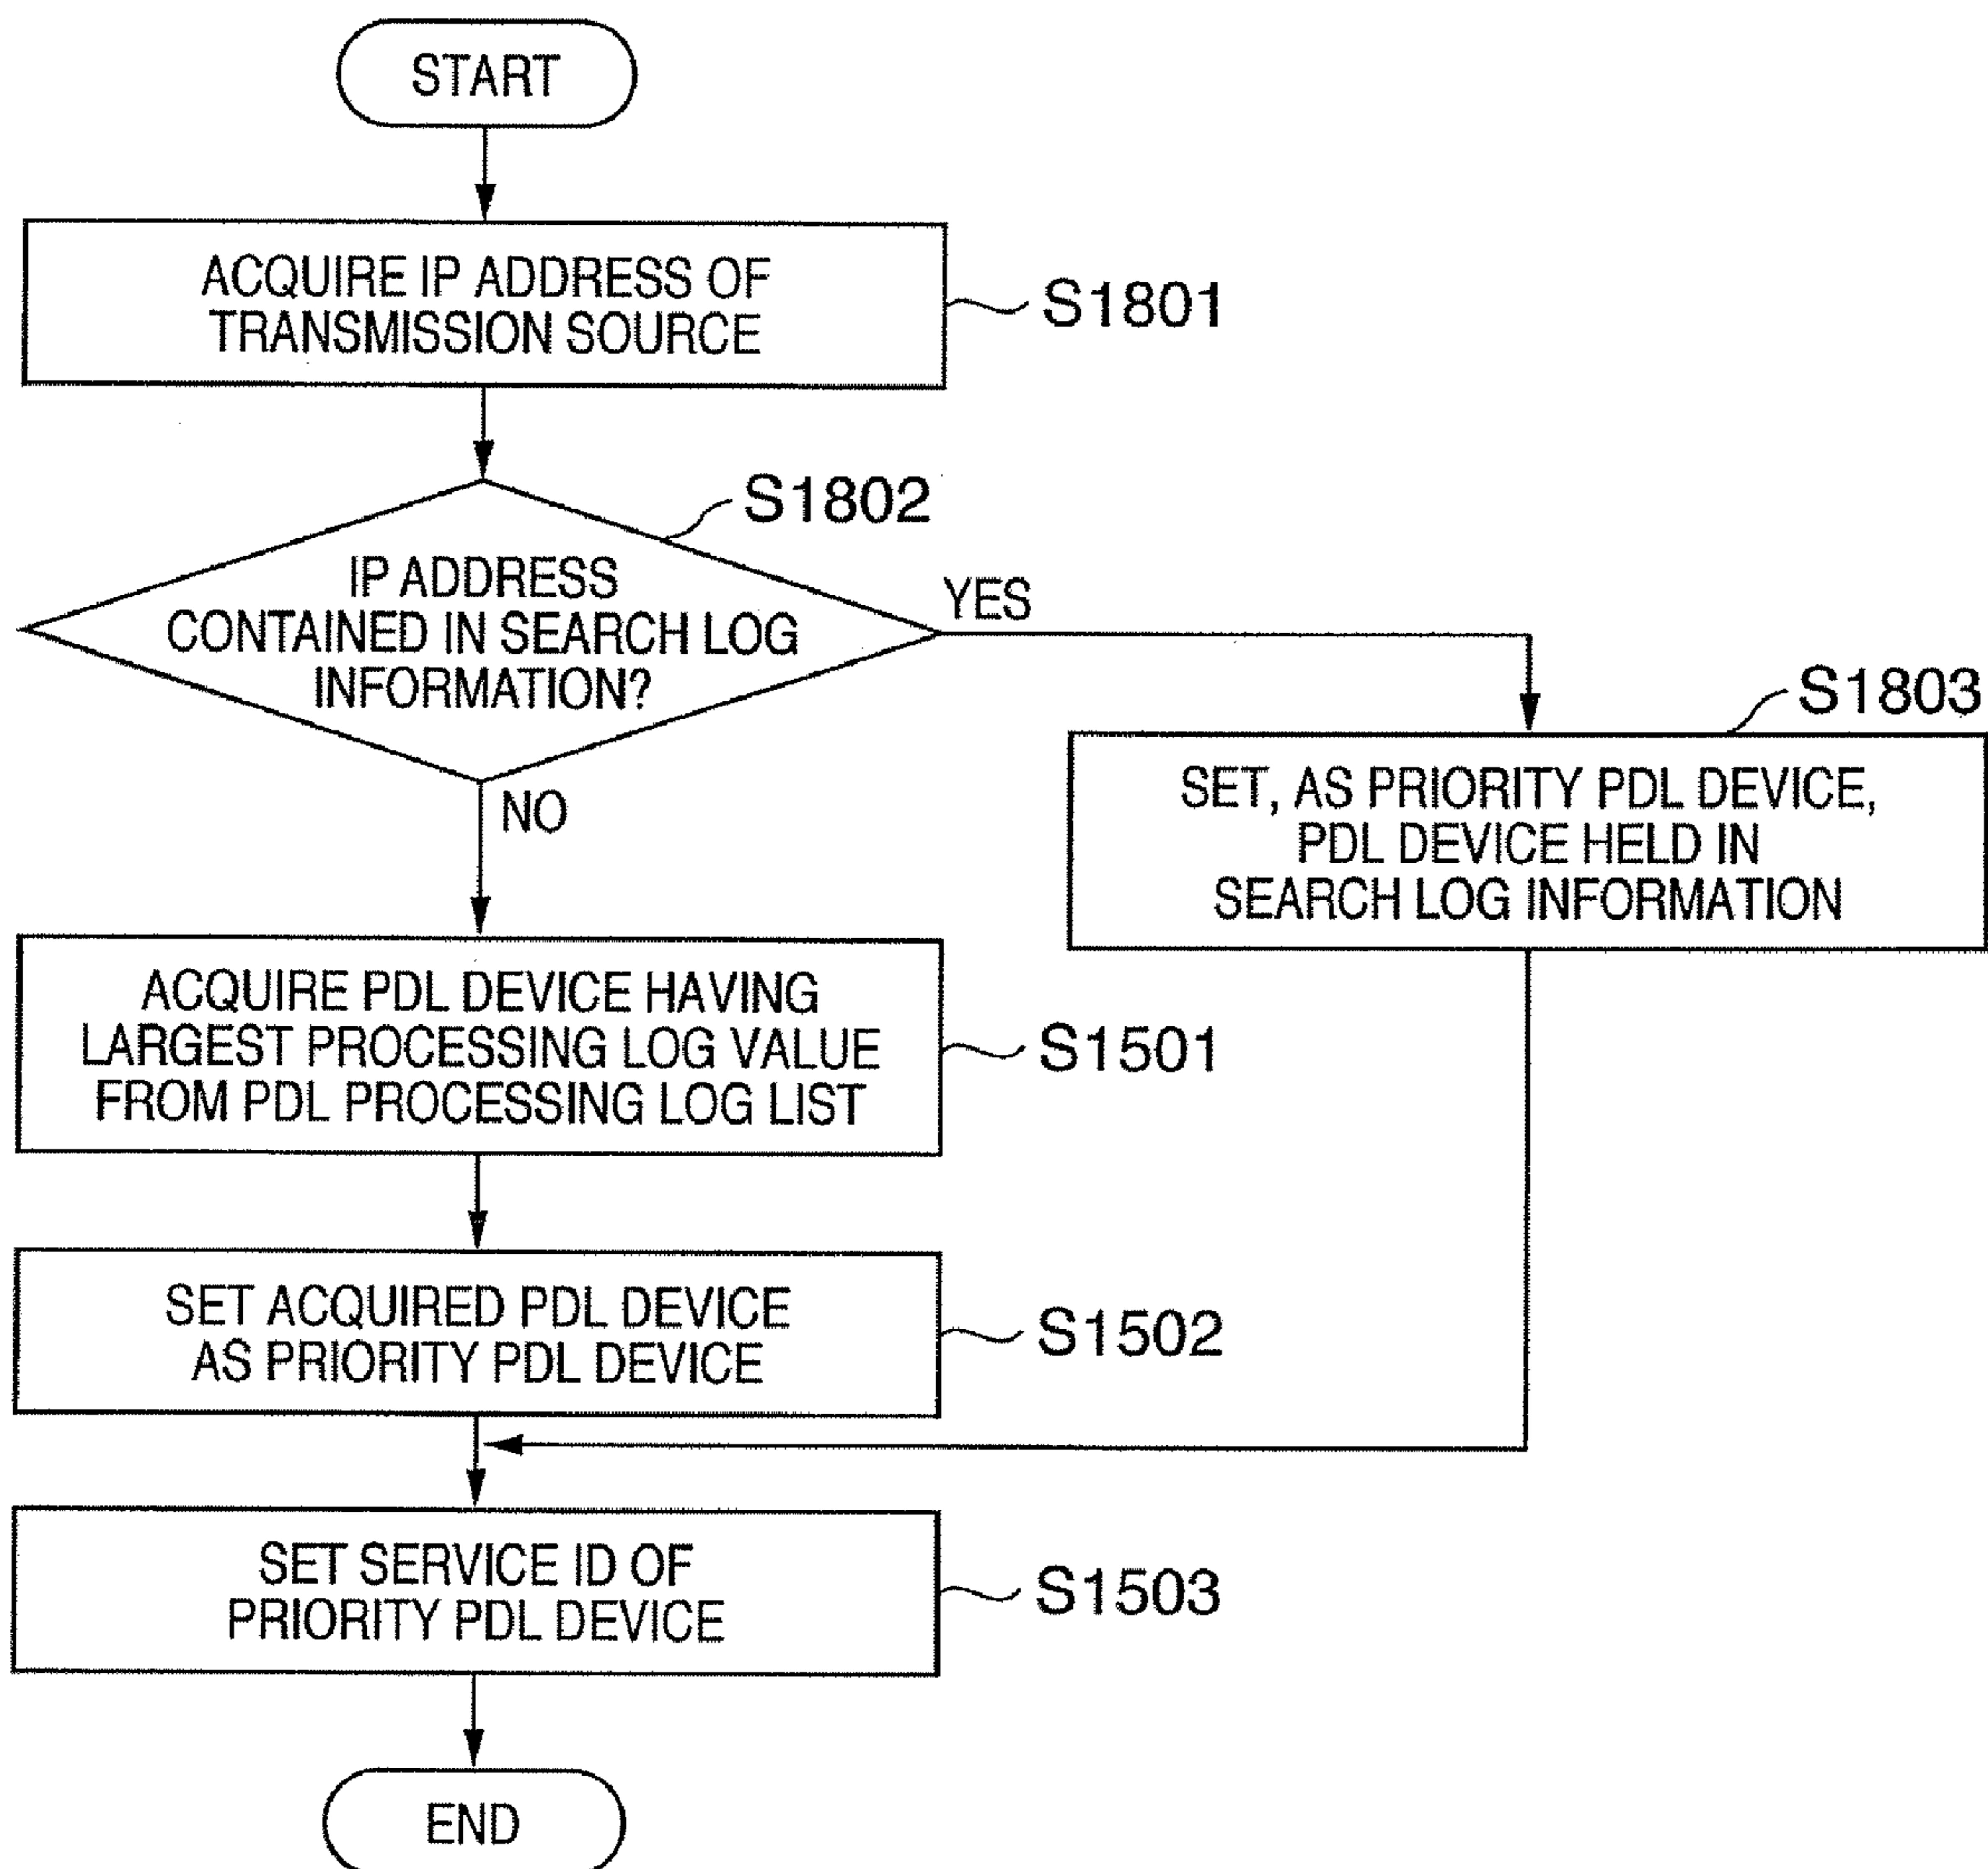 START
ACQUIRE IP ADDRESS OF
TRANSMISSION SOURCE
S1801
S1802
IP ADDRESS
CONTAINED IN SEARCH LOG
INFORMATION?
YES
NO
S1803
SET, AS PRIORITY PDL DEVICE,
PDL DEVICE HELD IN
SEARCH LOG INFORMATION
ACQUIRE PDL DEVICE HAVING
LARGEST PROCESSING LOG VALUE
FROM PDL PROCESSING LOG LIST
S1501
SET ACQUIRED PDL DEVICE
AS PRIORITY PDL DEVICE
S1502
SET SERVICE ID OF
PRIORITY PDL DEVICE
S1503
END